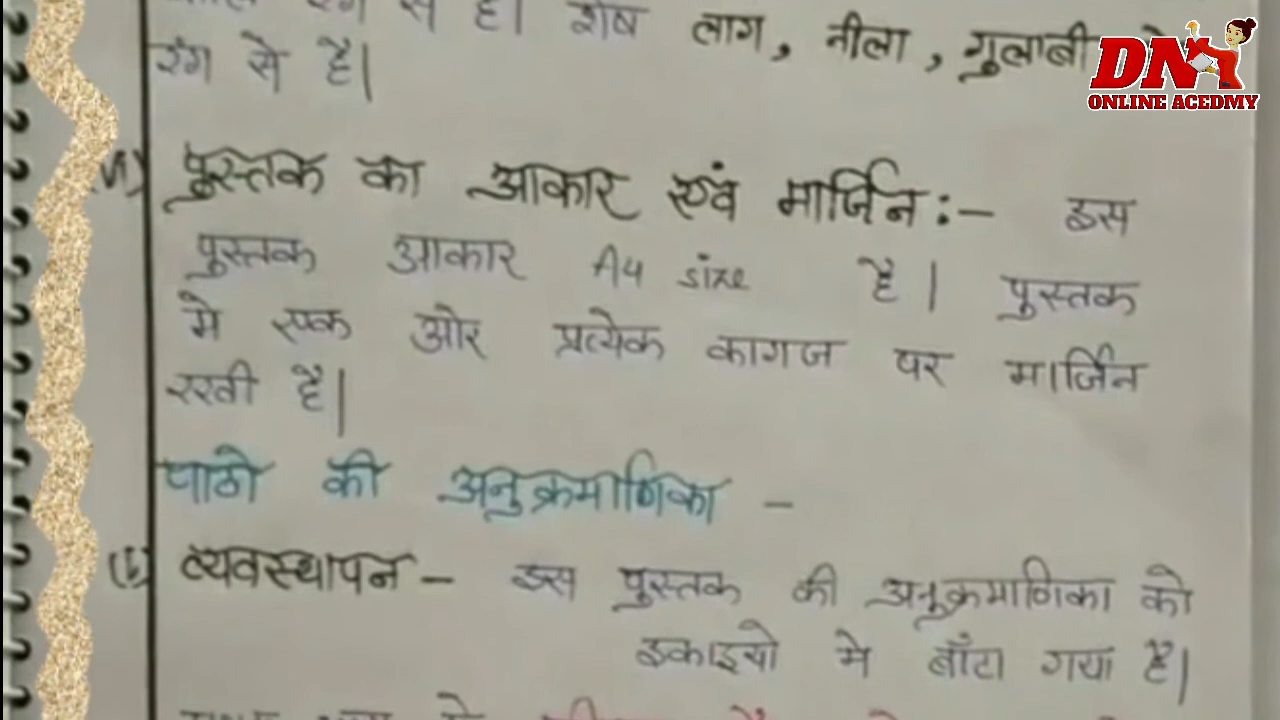 रंग से है। शेष लाग, नीला, गुलाबी
रंग से है।
पुस्तक का आकार एवं मार्जिन :- इस
पुस्तक आकार A4 size है। पुस्तक
मे एक ओर प्रत्येक कागज पर मार्जिन
रखी है।
पाठो की अनुक्रमाणिका -
(i) व्यवस्थापन - इस पुस्तक की अनुक्रमाणिका को
इकाइयो मे बाँटा गया है।
DN
ONLINE ACEDMY